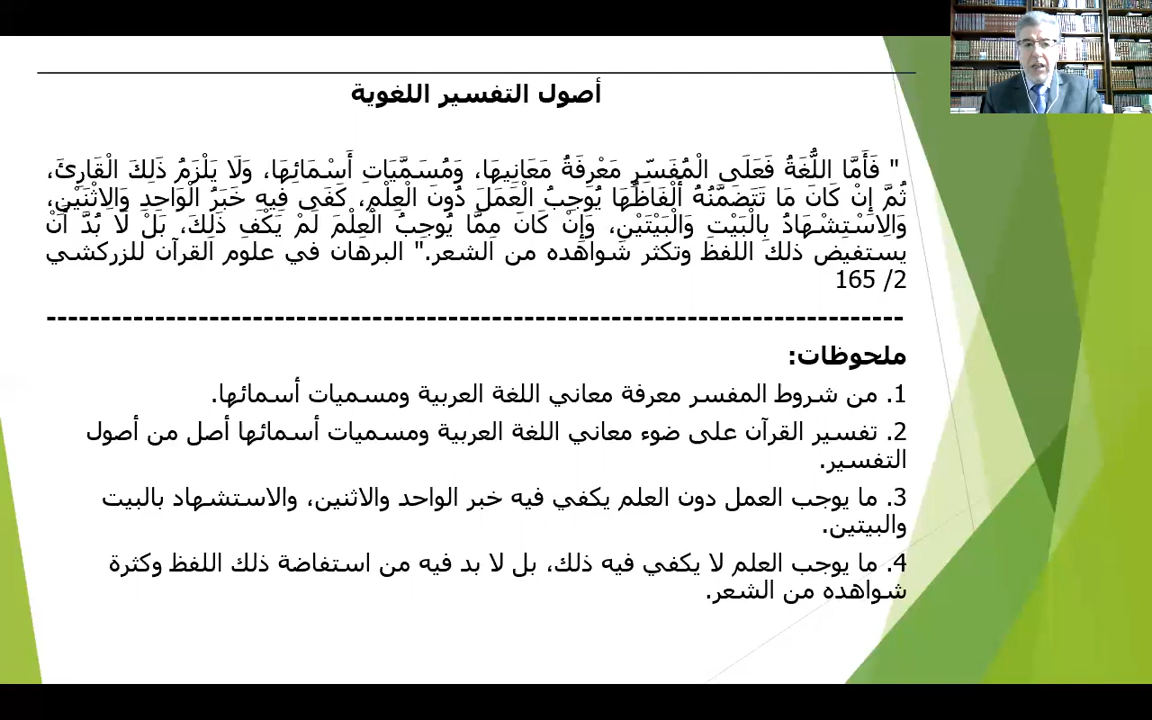 أصول التفسير اللغوية
" فَأَمَّا اللُّغَةُ فَعَلَى الْمُفَسِّرِ مَعْرِفَةُ مَعَانِيهَا، وَمُسَمَّيَاتِ أَسْمَائِهَا، وَلَا يَلْزَمُ ذَلِكَ الْقَارِئَ،
ثُمَّ إِنْ كَانَ مَا تَتَضَمَّنُهُ أَلْفَاظُهَا يُوجِبُ الْعَمَلَ دُونَ الْعِلْمِ، كَفَى فِيهِ خَبَرُ الْوَاحِدِ وَالِاثْنَيْنِ،
وَالِاسْتِشْهَادُ بِالْبَيْتِ وَالْبَيْتَيْنِ، وَإِنْ كَانَ مِمَّا يُوجِبُ الْعِلْمَ لَمْ يَكْفِ ذَلِكَ، بَلْ لَا بُدَّ أَنْ
يستفيض ذلك اللفظ وتكثر شواهده من الشعر." البرهان في علوم القرآن للزركشي
2/ 165
--------------------------------------------------------------------------------
ملحوظات:
1. من شروط المفسر معرفة معاني اللغة العربية ومسميات أسمائها.
2. تفسير القرآن على ضوء معاني اللغة العربية ومسميات أسمائها أصل من أصول
التفسير.
3. ما يوجب العمل دون العلم يكفي فيه خبر الواحد والاثنين، والاستشهاد بالبيت
والبيتين.
4. ما يوجب العلم لا يكفي فيه ذلك، بل لا بد فيه من استفاضة ذلك اللفظ وكثرة
شواهده من الشعر.